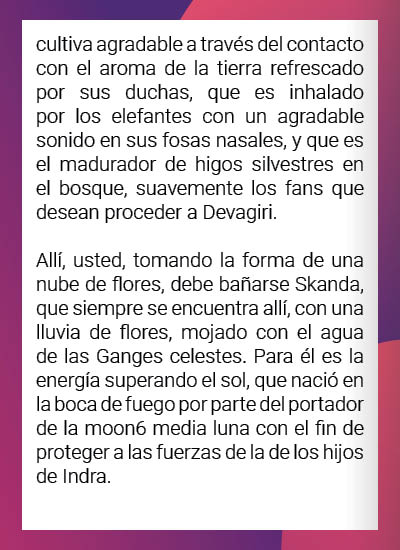 cultiva agradable a través del contacto
con el aroma de la tierra refrescado
por sus duchas, que es inhalado
por los elefantes con un agradable
sonido en sus fosas nasales, y que es
el madurador de higos silvestres en
el bosque, suavemente los fans que
desean proceder a Devagiri.

Allí, usted, tomando la forma de una
nube de flores, debe bañarse Skanda,
que siempre se encuentra allí, con una
lluvia de flores, mojado con el agua
de las Ganges celestes. Para él es la
energía superando el sol, que nació en
la boca de fuego por parte del portador
de la moon6 media luna con el fin de
proteger a las fuerzas de la de los hijos
de Indra.